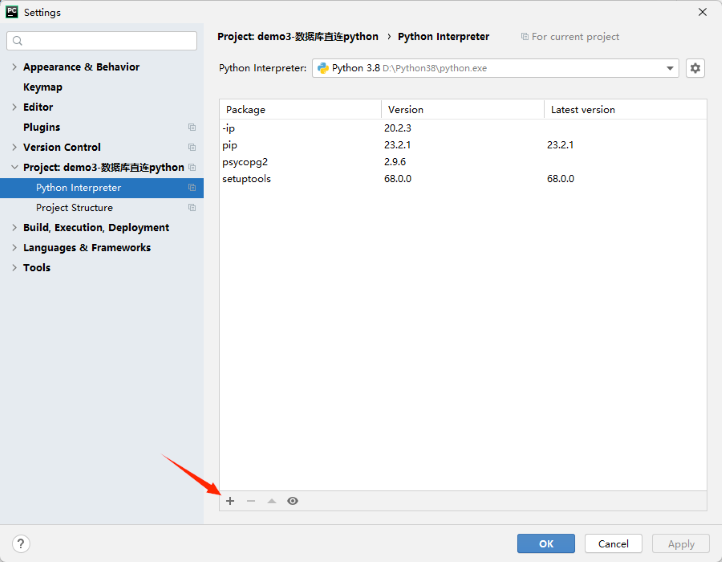 PC Settings
Project: demo3-数据库直连python › Python Interpreter For current project
Python Interpreter: Python 3.8 D:\Python38\python.exe
Appearance & Behavior
Keymap
Editor
Plugins
Version Control
Project: demo3-数据库直连python
Python Interpreter
Project Structure
Build, Execution, Deployment
Languages & Frameworks
Tools
Package Version Latest version
-ip 20.2.3
pip 23.2.1 23.2.1
psycopg2 2.9.6
setuptools 68.0.0 68.0.0
? OK Cancel Apply